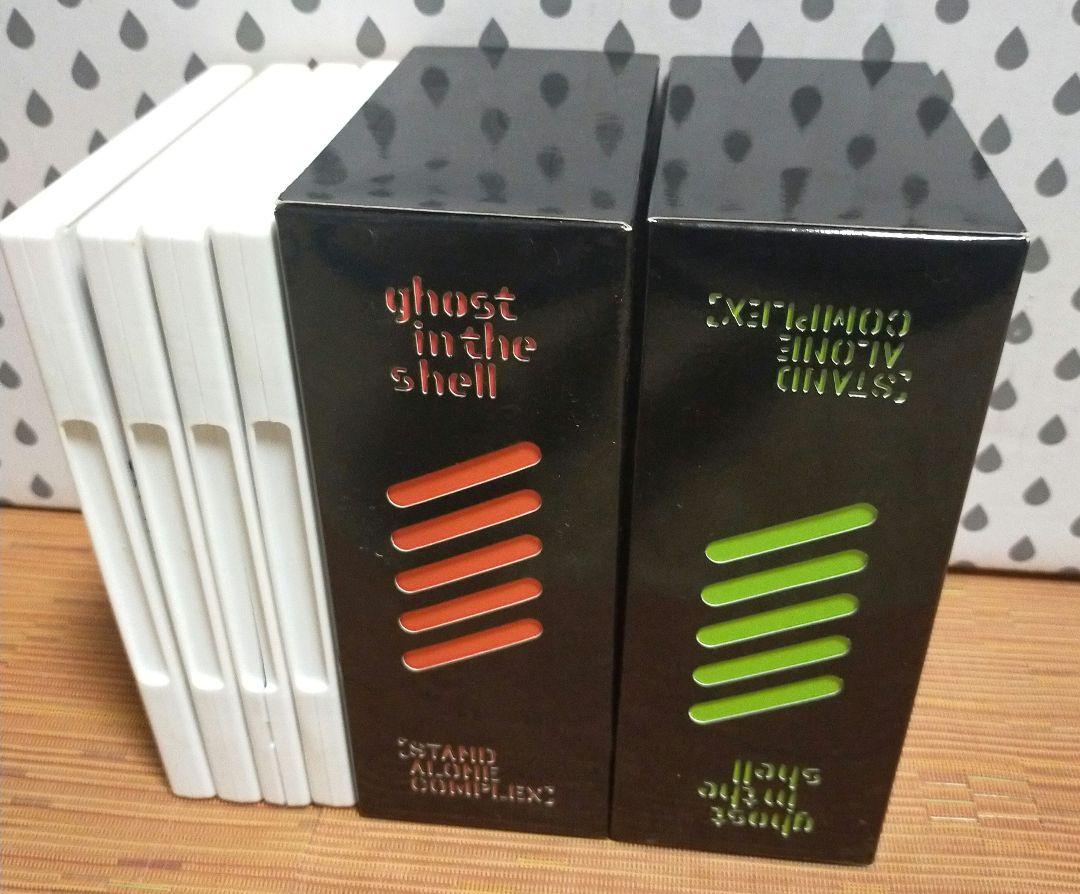 ghost
in the
shell
[STAND
ALONE
COMPLEX]
[STAND
ALONE
COMPLEX]
ghost
in the
shell